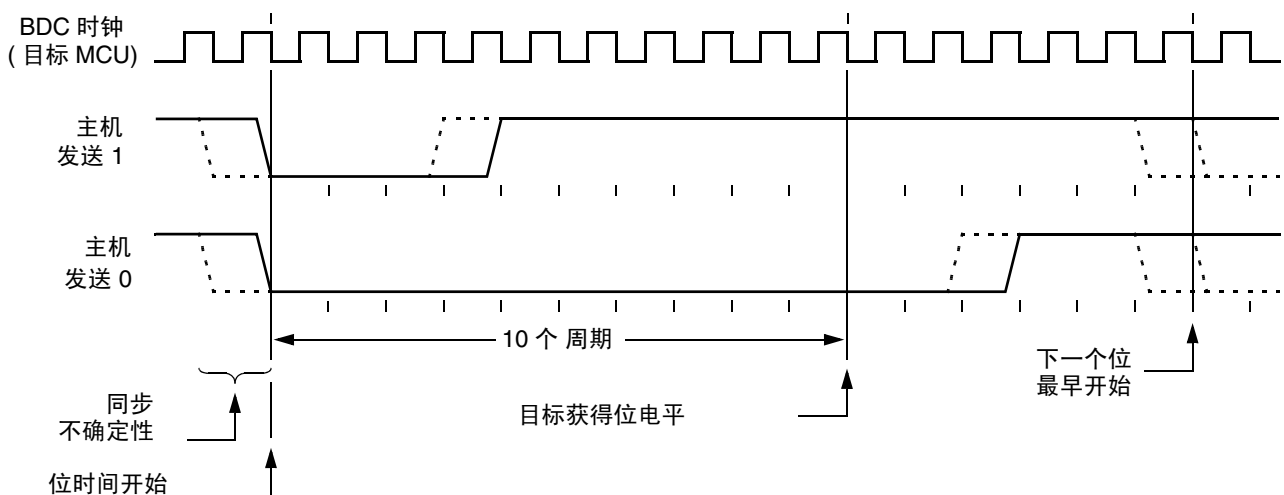 BDC 时钟
( 目标 MCU)
主机
发送 1
主机
发送 0
10 个 周期
下一个位
最早开始
同步
不确定性
目标获得位电平
位时间开始